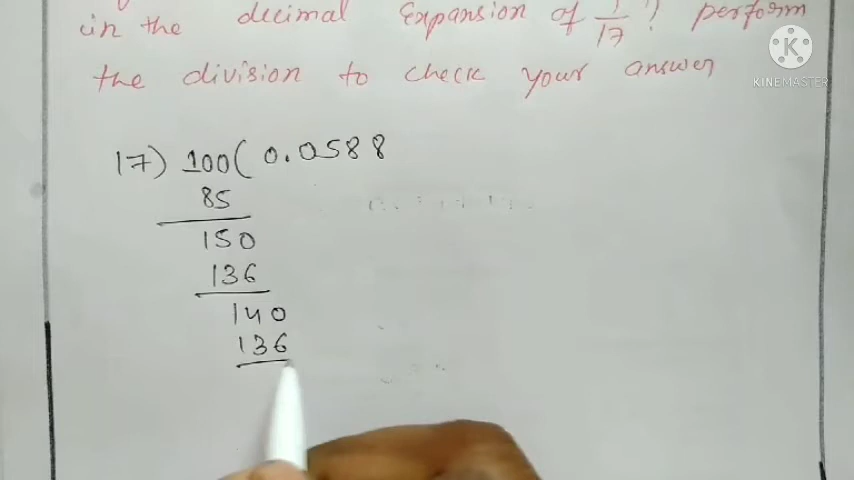 in the decimal Expansion of 1/17 ? perform
the division to check your answer
K
KINEMASTER
17) 100( 0.0588
85
150
136
140
136